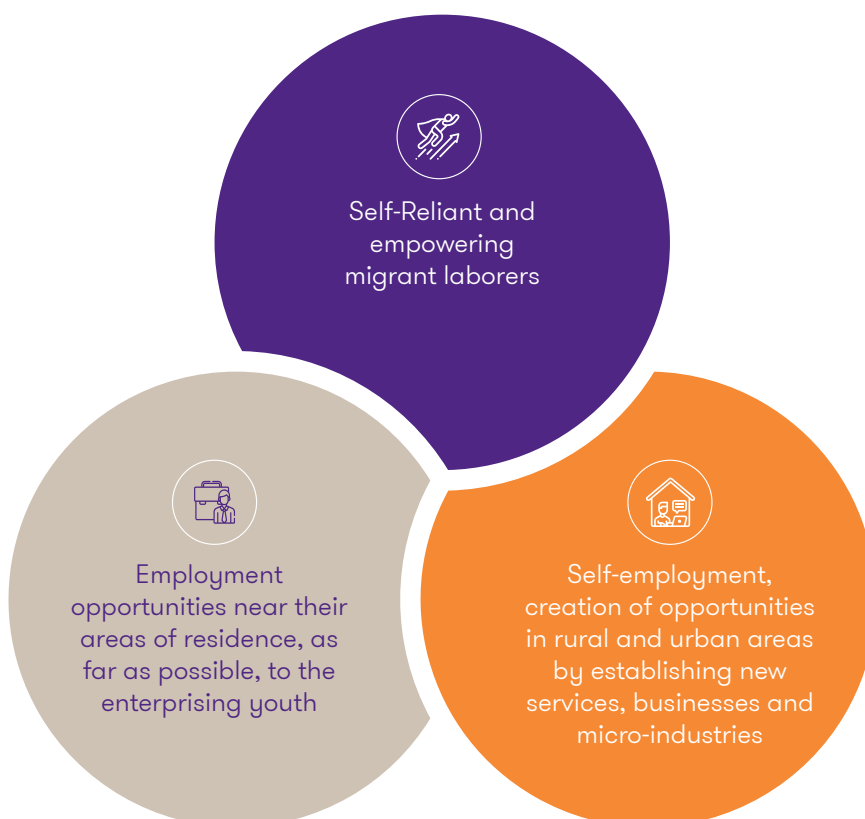 Self-Reliant and
empowering
migrant laborers
Employment
opportunities near their
areas of residence, as
far as possible, to the
enterprising youth
Self-employment,
creation of opportunities
in rural and urban areas
by establishing new
services, businesses and
micro-industries